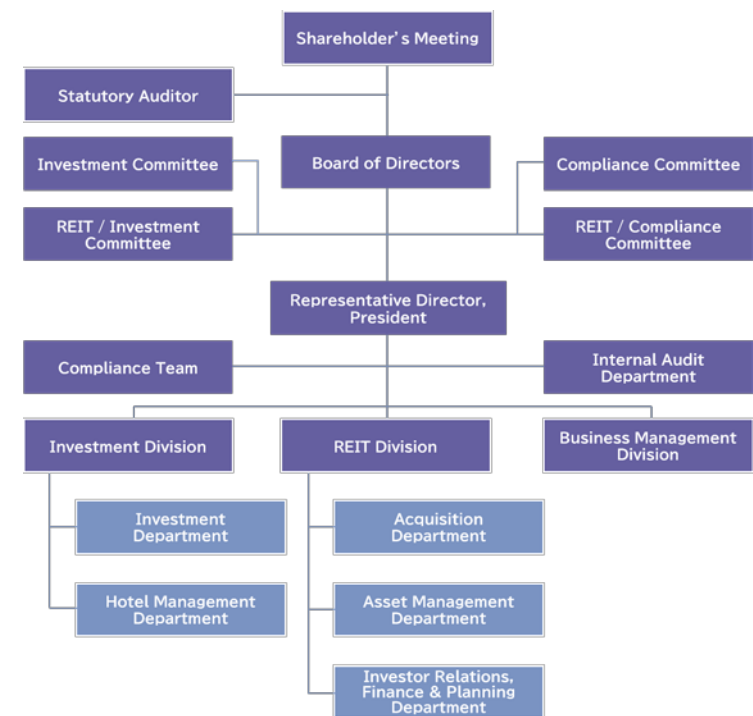 Shareholder’s Meeting
Statutory Auditor
Investment Committee
Board of Directors
Compliance Committee
REIT / Investment
Committee
REIT / Compliance
Committee
Representative Director,
President
Compliance Team
Internal Audit
Department
Investment Division
REIT Division
Business Management
Division
Investment
Department
Acquisition
Department
Hotel Management
Department
Asset Management
Department
Investor Relations,
Finance & Planning
Department